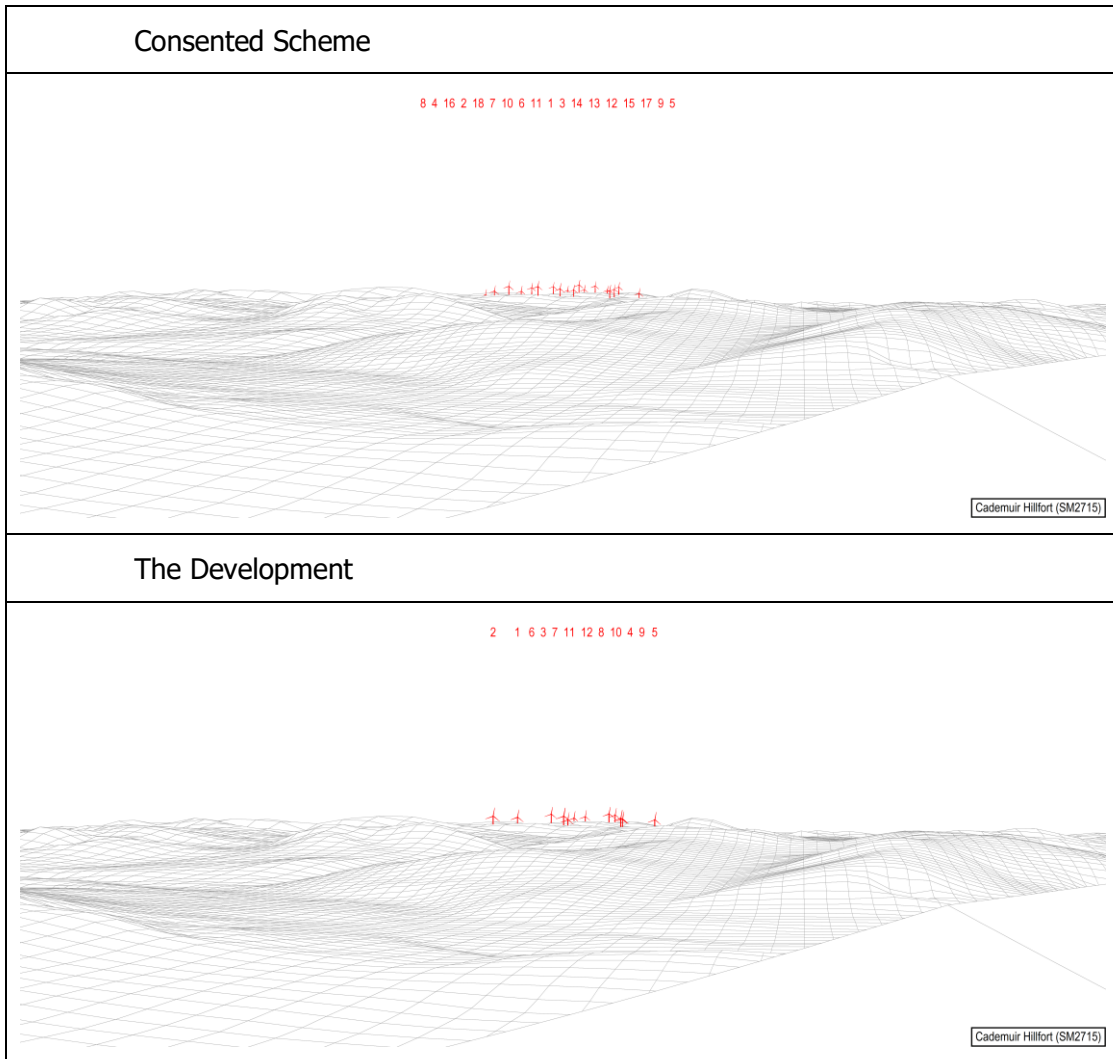 Consented Scheme
8 4 16 2 18 7 10 6 11 1 3 14 13 12 15 17 9 5
Cademuir Hillfort (SM2715)
The Development
2 1 6 3 7 11 12 8 10 4 9 5
Cademuir Hillfort (SM2715)